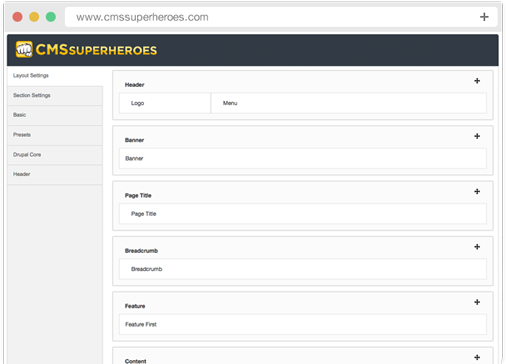 www.cmssuperheroes.com
CMSSUPERHEROES
Layout Settings
Section Settings
Basic
Presets
Drupal Core
Header
Header
Logo Menu
Banner
Banner
Page Title
Page Title
Breadcrumb
Breadcrumb
Feature
Feature First
Content